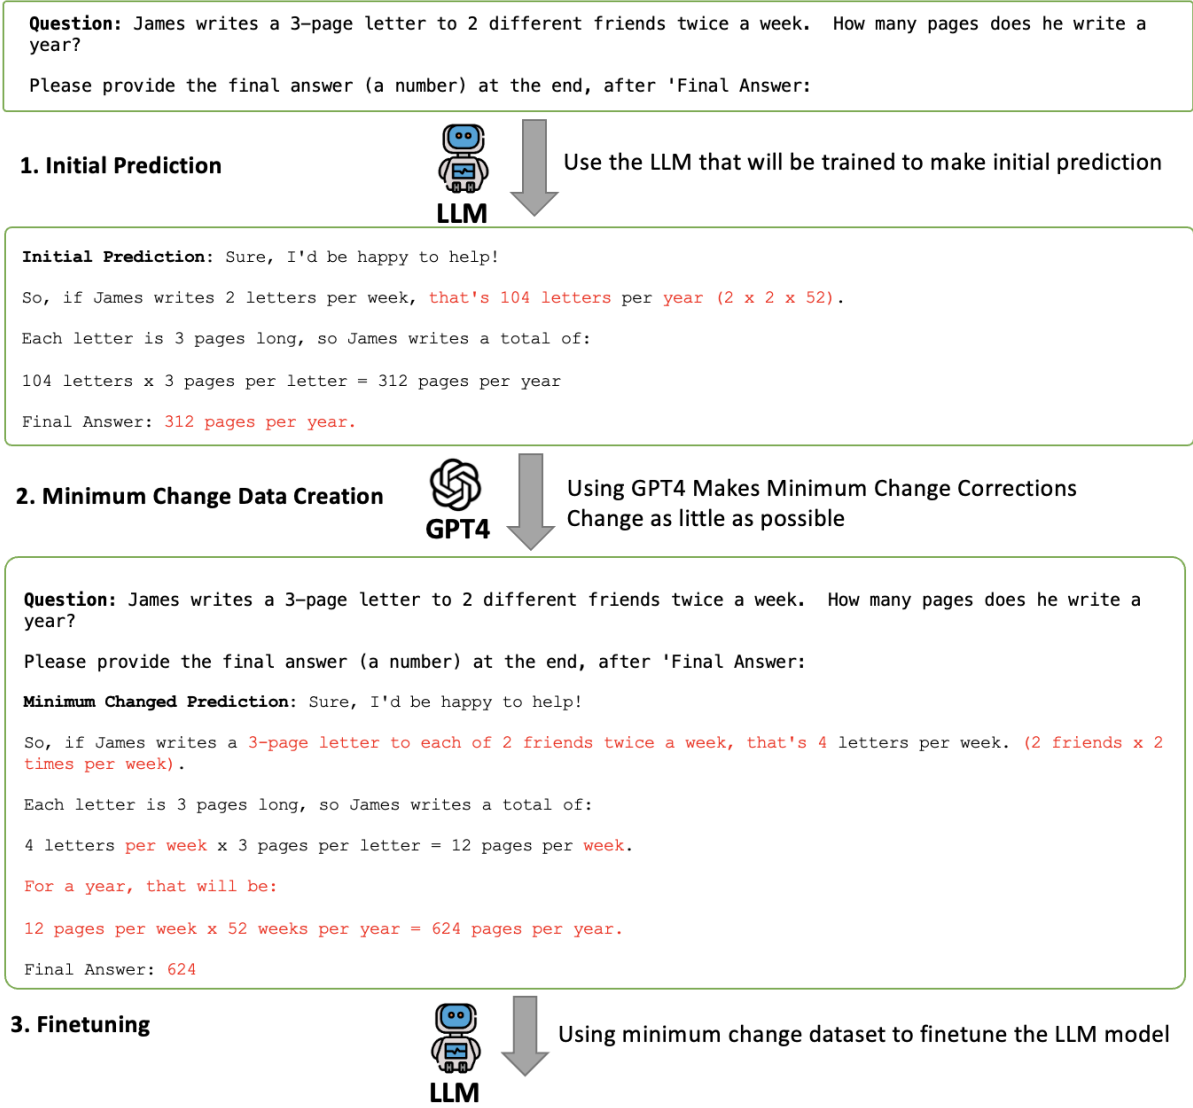 Question: James writes a 3-page letter to 2 different friends twice a week.  How many pages does he write a
year?
Please provide the final answer (a number) at the end, after 'Final Answer:
1. Initial Prediction
LLM
Use the LLM that will be trained to make initial prediction
Initial Prediction: Sure, I'd be happy to help!
So, if James writes 2 letters per week, that's 104 letters per year (2 x 2 x 52).
Each letter is 3 pages long, so James writes a total of:
104 letters x 3 pages per letter = 312 pages per year
Final Answer: 312 pages per year.
2. Minimum Change Data Creation
GPT4
Using GPT4 Makes Minimum Change Corrections
Change as little as possible
Question: James writes a 3-page letter to 2 different friends twice a week.  How many pages does he write a
year?
Please provide the final answer (a number) at the end, after 'Final Answer:
Minimum Changed Prediction: Sure, I'd be happy to help!
So, if James writes a 3-page letter to each of 2 friends twice a week, that's 4 letters per week. (2 friends x 2
times per week).
Each letter is 3 pages long, so James writes a total of:
4 letters per week x 3 pages per letter = 12 pages per week.
For a year, that will be:
12 pages per week x 52 weeks per year = 624 pages per year.
Final Answer: 624
3. Finetuning
LLM
Using minimum change dataset to finetune the LLM model